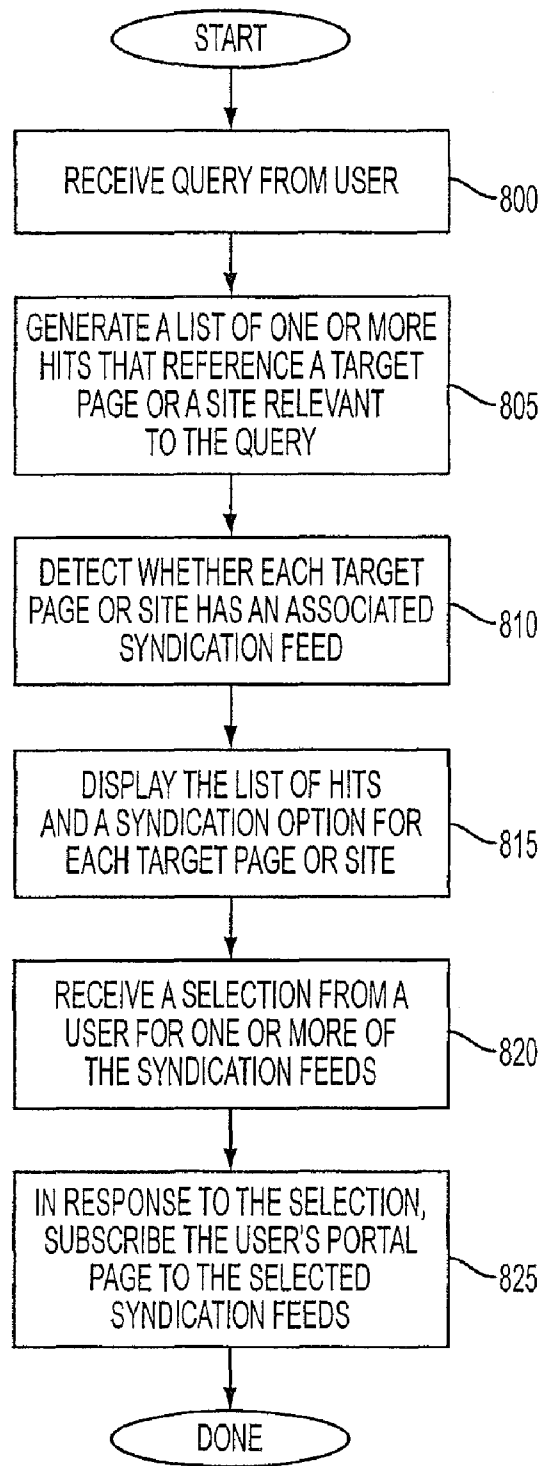 START
RECEIVE QUERY FROM USER
800
GENERATE A LIST OF ONE OR MORE
HITS THAT REFERENCE A TARGET
PAGE OR A SITE RELEVANT
TO THE QUERY
805
DETECT WHETHER EACH TARGET
PAGE OR SITE HAS AN ASSOCIATED
SYNDICATION FEED
810
DISPLAY THE LIST OF HITS
AND A SYNDICATION OPTION FOR
EACH TARGET PAGE OR SITE
815
RECEIVE A SELECTION FROM A
USER FOR ONE OR MORE OF
THE SYNDICATION FEEDS
820
IN RESPONSE TO THE SELECTION,
SUBSCRIBE THE USER'S PORTAL
PAGE TO THE SELECTED
SYNDICATION FEEDS
825
DONE